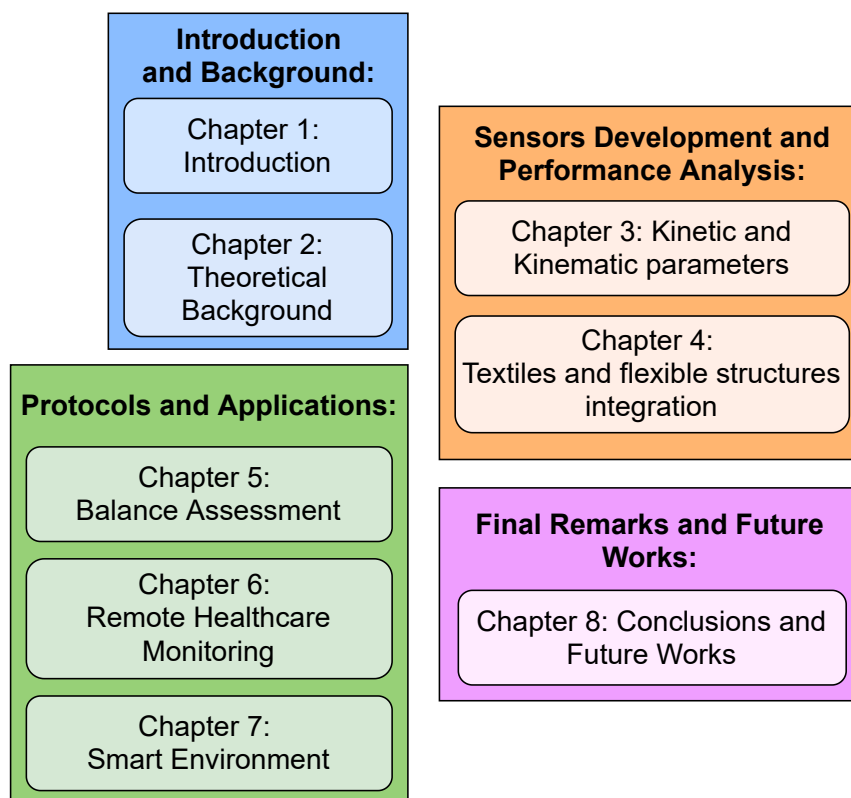 Introduction
and Background:
Chapter 1:
Introduction
Chapter 2:
Theoretical
Background
Sensors Development and
Performance Analysis:
Chapter 3: Kinetic and
Kinematic parameters
Chapter 4:
Textiles and flexible structures
integration
Protocols and Applications:
Chapter 5:
Balance Assessment
Chapter 6:
Remote Healthcare
Monitoring
Chapter 7:
Smart Environment
Final Remarks and Future
Works:
Chapter 8: Conclusions and
Future Works